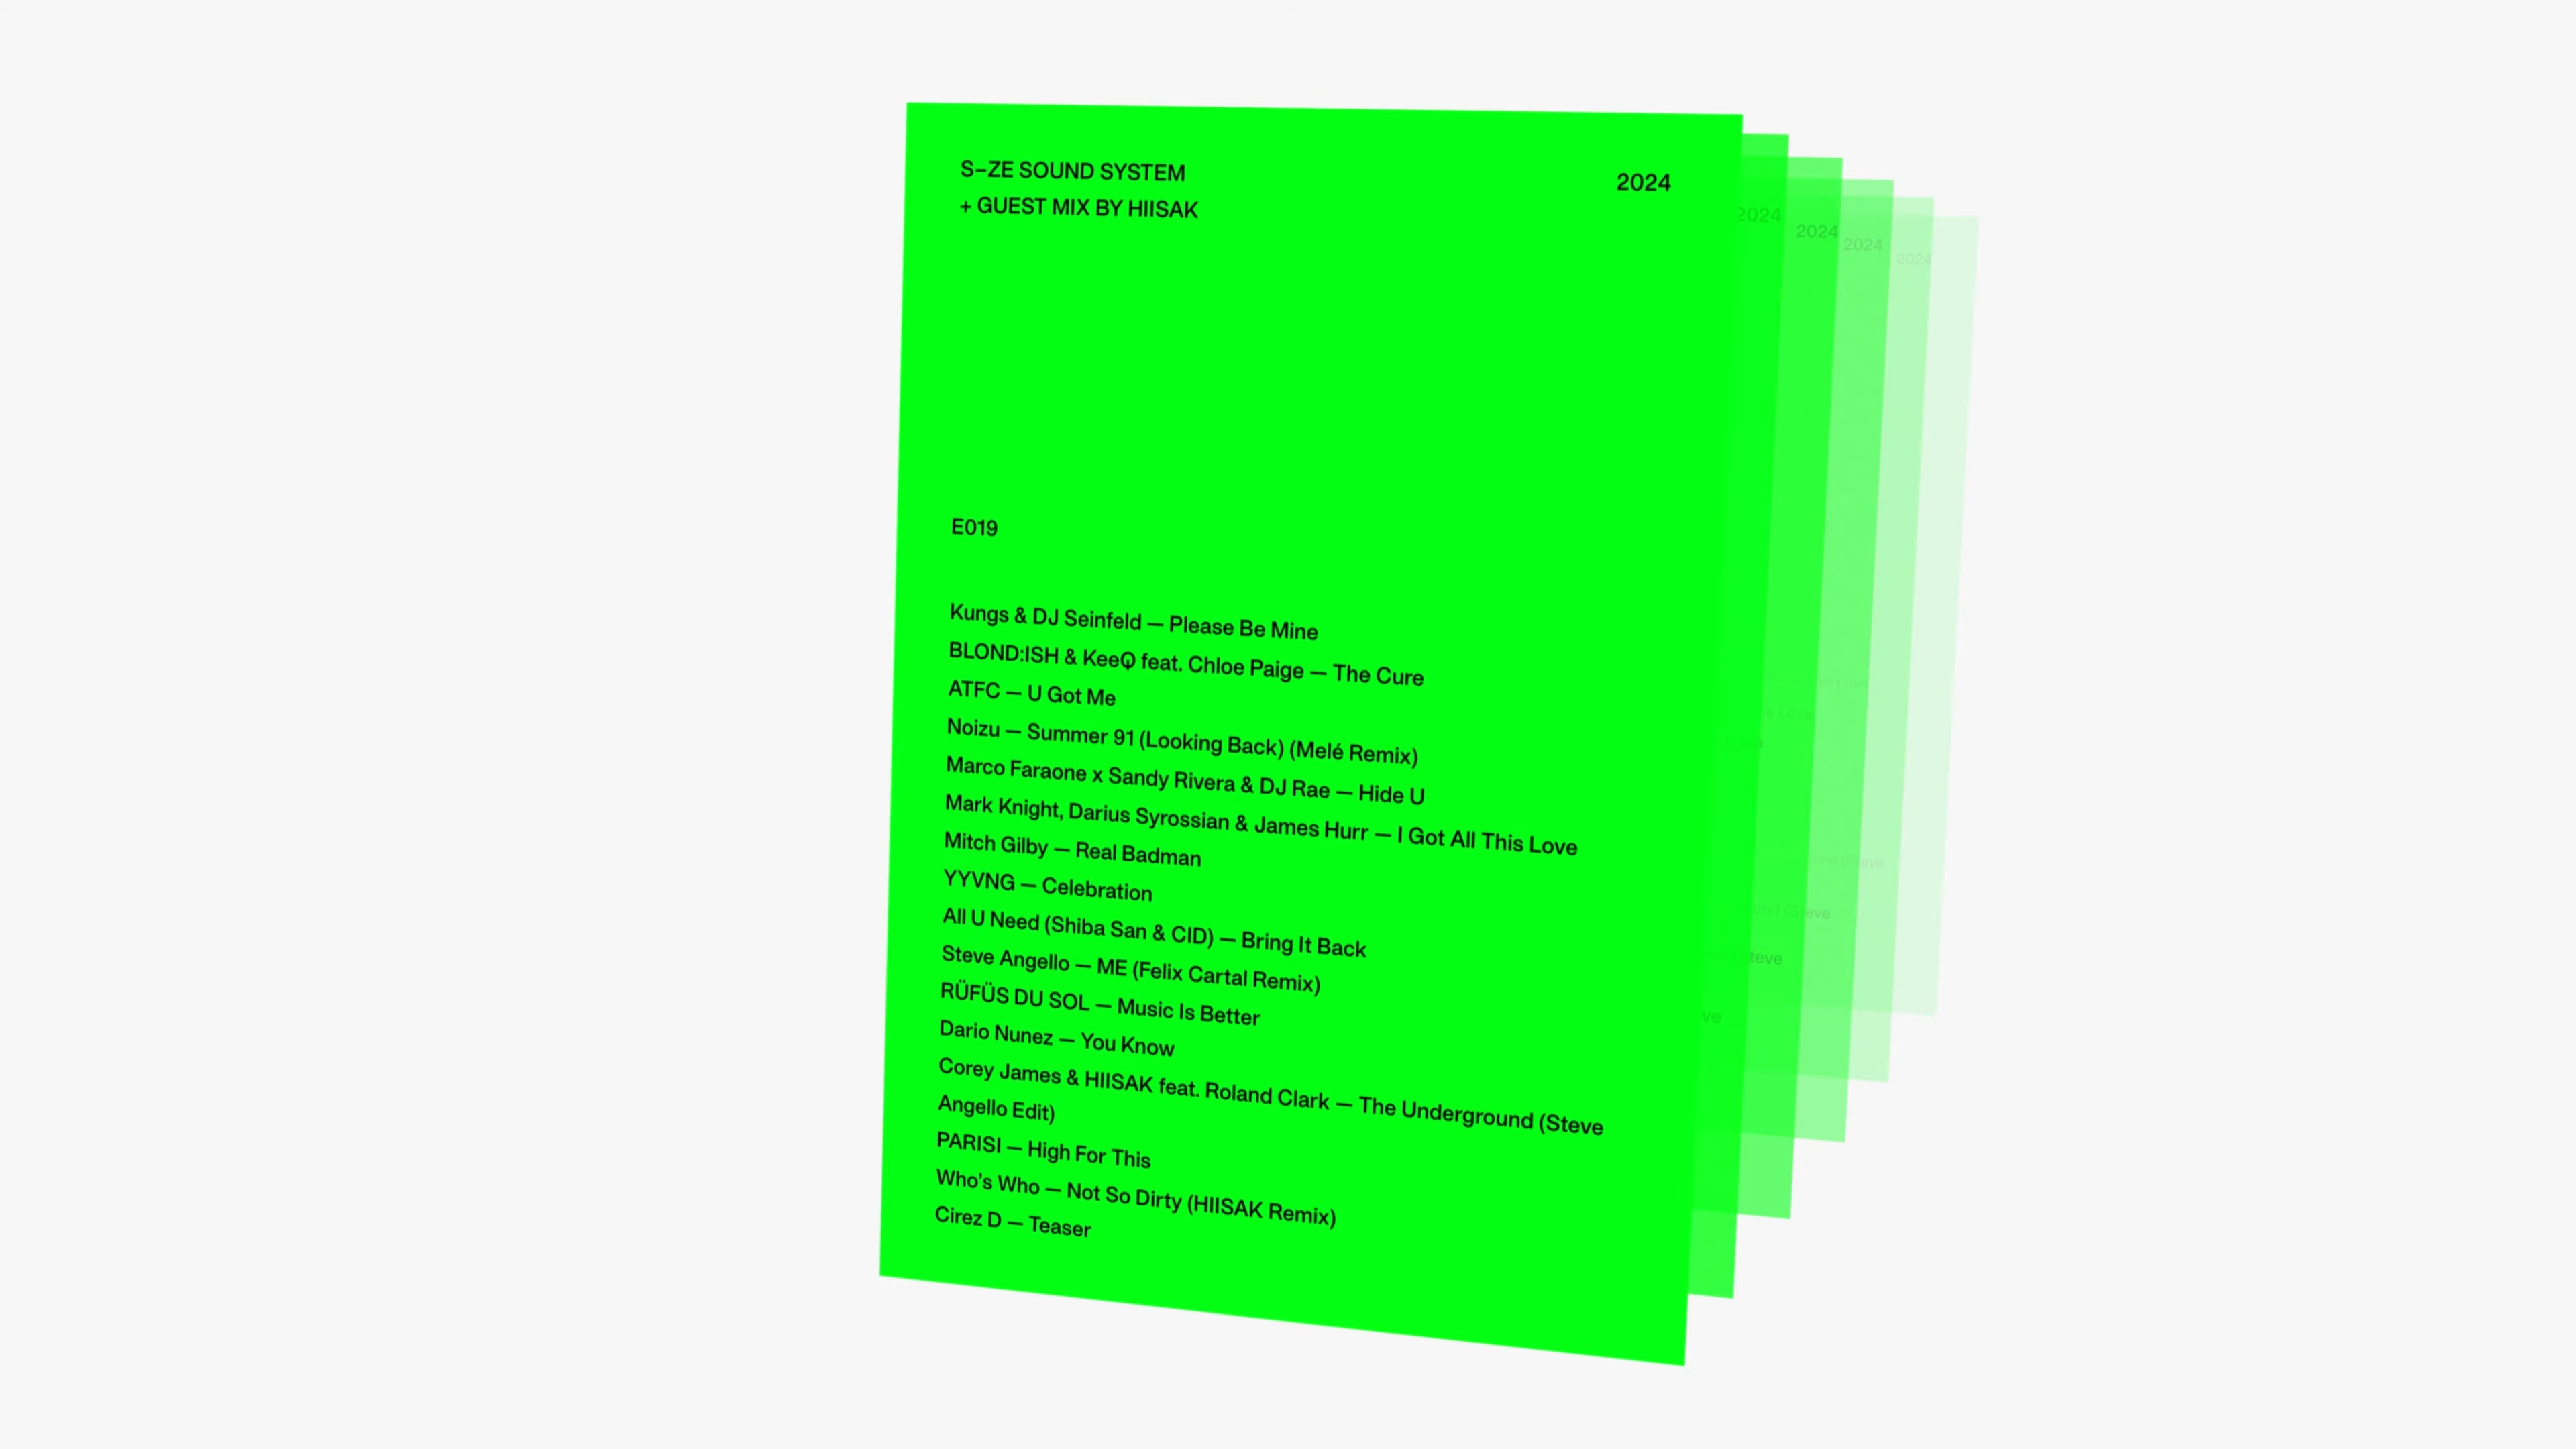 S–ZE SOUND SYSTEM
+ GUEST MIX BY HIISAK
2024
E019
Kungs & DJ Seinfeld — Please Be Mine
BLOND:ISH & KeeQ feat. Chloe Paige — The Cure
ATFC — U Got Me
Noizu — Summer 91 (Looking Back) (Melé Remix)
Marco Faraone x Sandy Rivera & DJ Rae — Hide U
Mark Knight, Darius Syrossian & James Hurr — I Got All This Love
Mitch Gilby — Real Badman
YYVNG — Celebration
All U Need (Shiba San & CID) — Bring It Back
Steve Angello — ME (Felix Cartal Remix)
RÜFÜS DU SOL — Music Is Better
Dario Nunez — You Know
Corey James & HIISAK feat. Roland Clark — The Underground (Steve
Angello Edit)
PARISI — High For This
Who's Who — Not So Dirty (HIISAK Remix)
Cirez D — Teaser
2024
2024
2024
2024